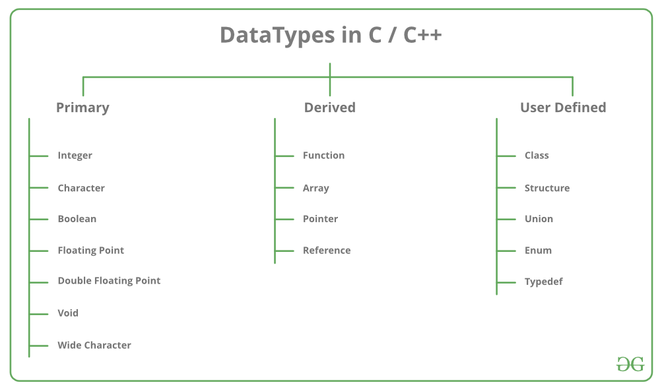 DataTypes in C / C++
Primary
Integer
Character
Boolean
Floating Point
Double Floating Point
Void
Wide Character
Derived
Function
Array
Pointer
Reference
User Defined
Class
Structure
Union
Enum
Typedef